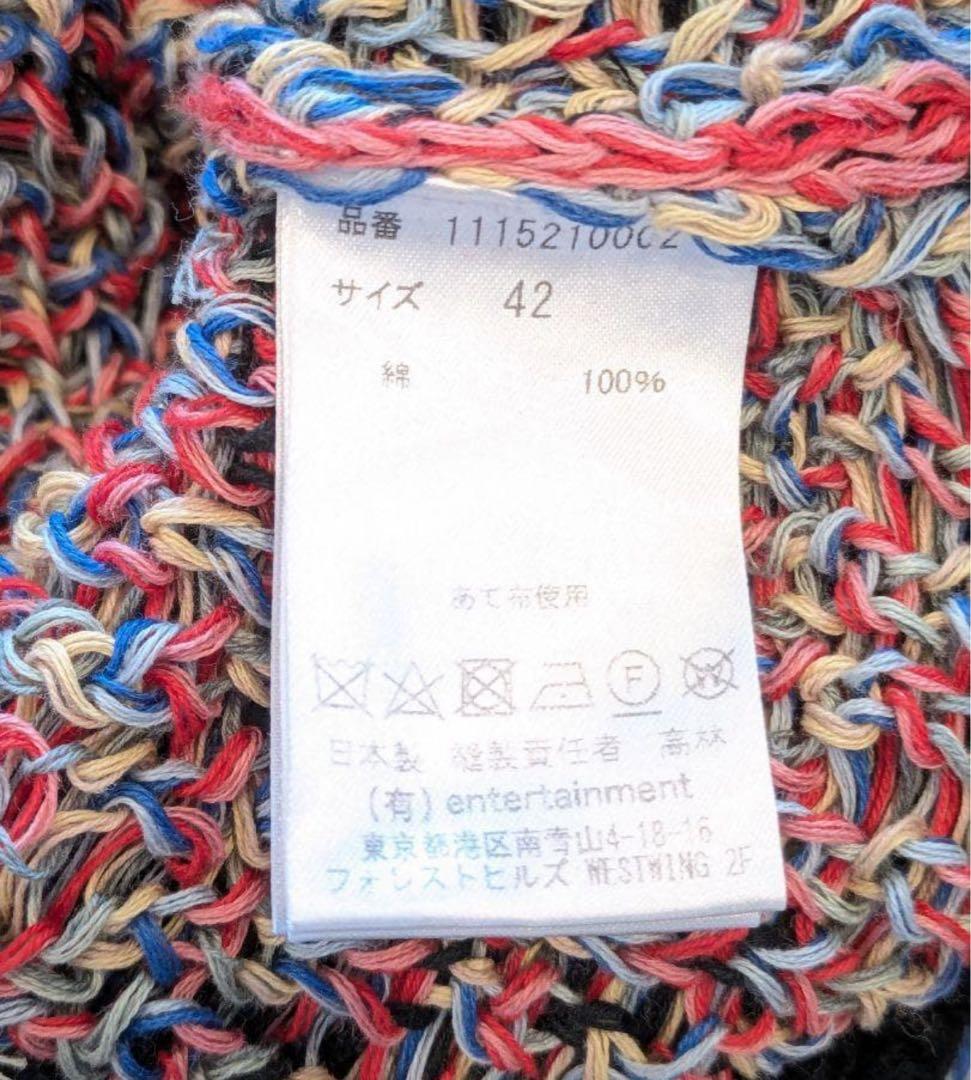 品番 1115210002
サイズ 42
綿 100%
あて布使用
F
W
日本製 縫製責任者 高林
(有) entertainment
東京都港区南青山4-18-16
フォレストヒルズ WESTWING 2F